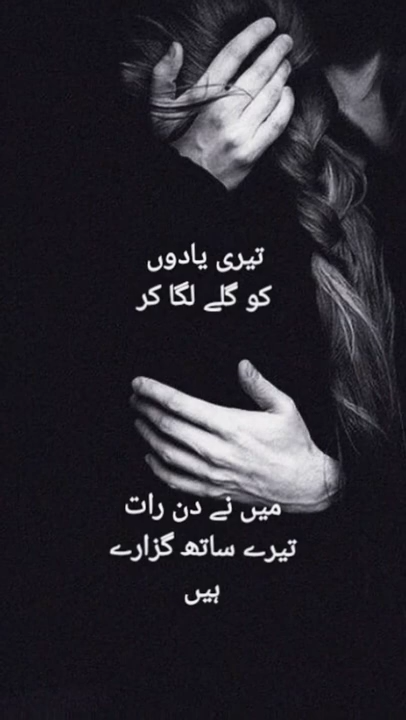 تیری یادوں
کو گلے لگا کر
میں نے دن رات
تیرے ساتھ گزارے
ہیں